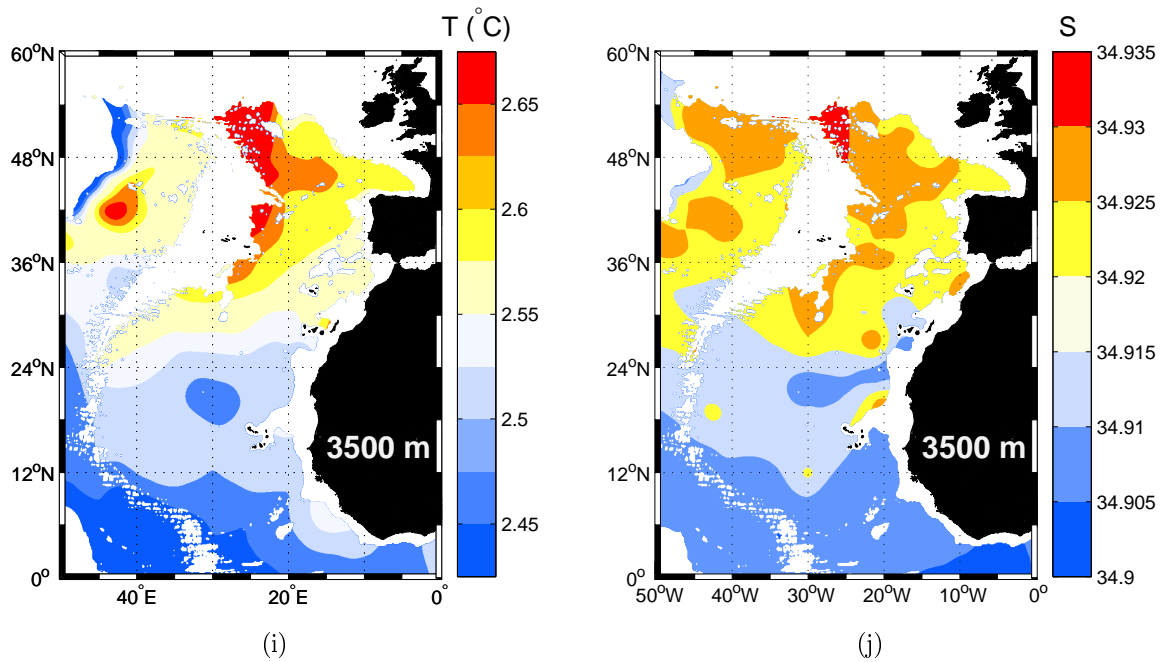 T (°C)
60°N
48°N
36°N
24°N
12°N
0°
40°E
20°E
0°
2.65
2.6
2.55
2.5
2.45
3500 m
(i)
S
60°N
48°N
36°N
24°N
12°N
0°
50°W
40°W
30°W
20°W
10°W
0°
34.935
34.93
34.925
34.92
34.915
34.91
34.905
34.9
3500 m
(j)